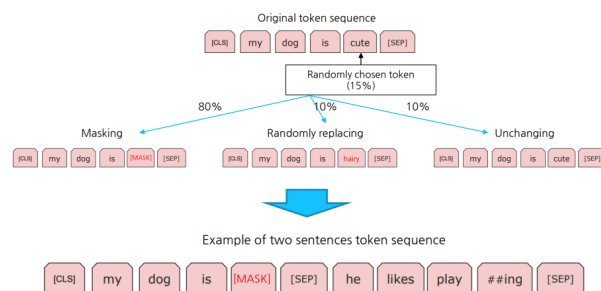 Original token sequence
[CLS] my dog is cute [SEP]
Randomly chosen token
(15%)
80% 10% 10%
Masking Randomly replacing Unchanging
[CLS] my dog is [MASK] [SEP] [CLS] my dog is hairy [SEP] [CLS] my dog is cute [SEP]
Example of two sentences token sequence
[CLS] my dog is [MASK] [SEP] he likes play ##ing [SEP]